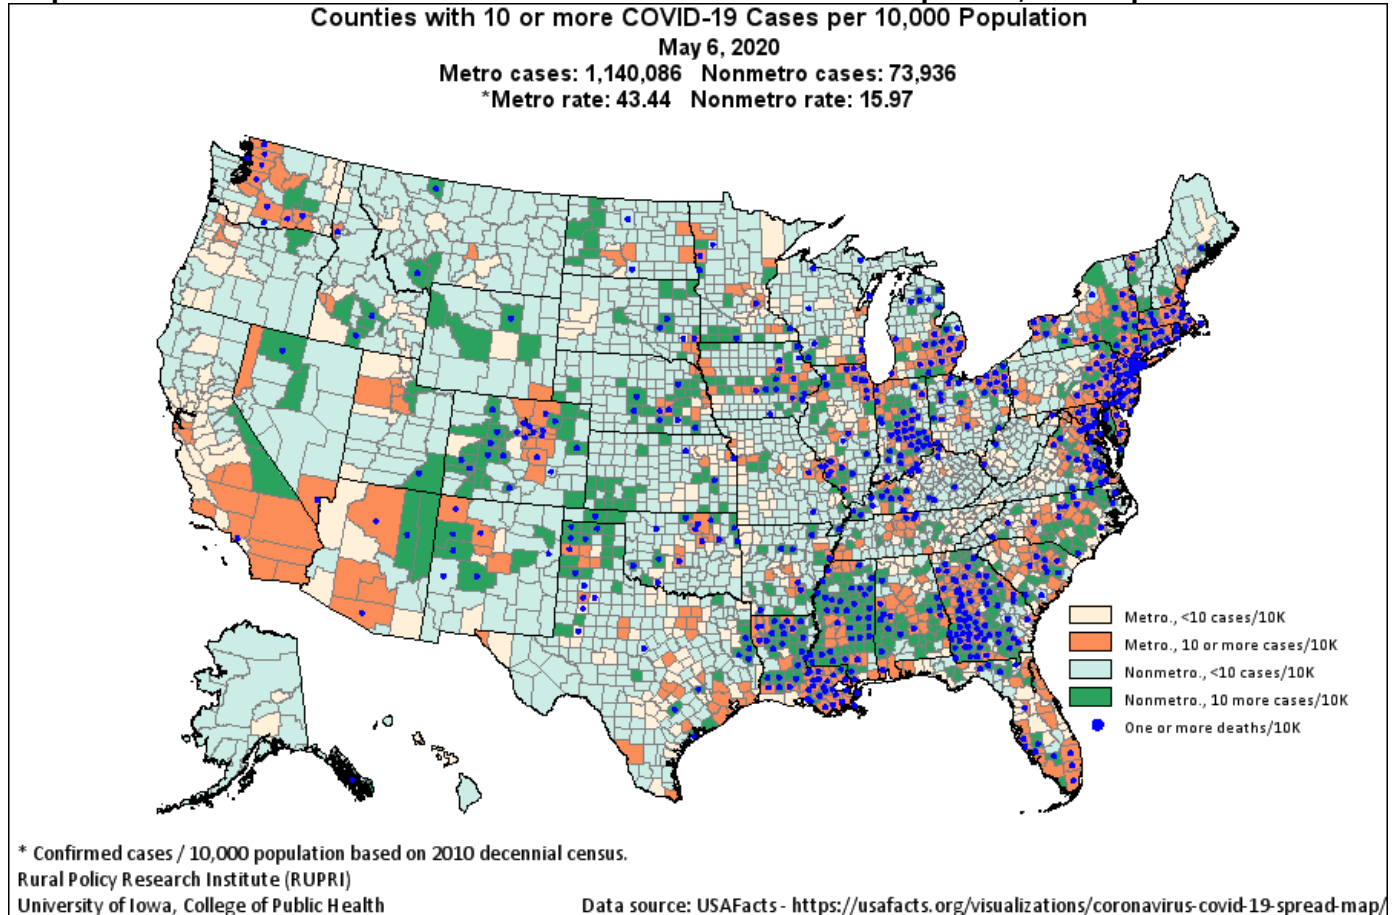 Counties with 10 or more COVID-19 Cases per 10,000 Population
May 6, 2020
Metro cases: 1,140,086 Nonmetro cases: 73,936
*Metro rate: 43.44 Nonmetro rate: 15.97
Metro., <10 cases/10K
Metro., 10 or more cases/10K
Nonmetro., <10 cases/10K
Nonmetro., 10 more cases/10K
One or more deaths/10K
* Confirmed cases / 10,000 population based on 2010 decennial census.
Rural Policy Research Institute (RUPRI)
University of Iowa, College of Public Health
Data source: USAFacts - https://usafacts.org/visualizations/coronavirus-covid-19-spread-map/